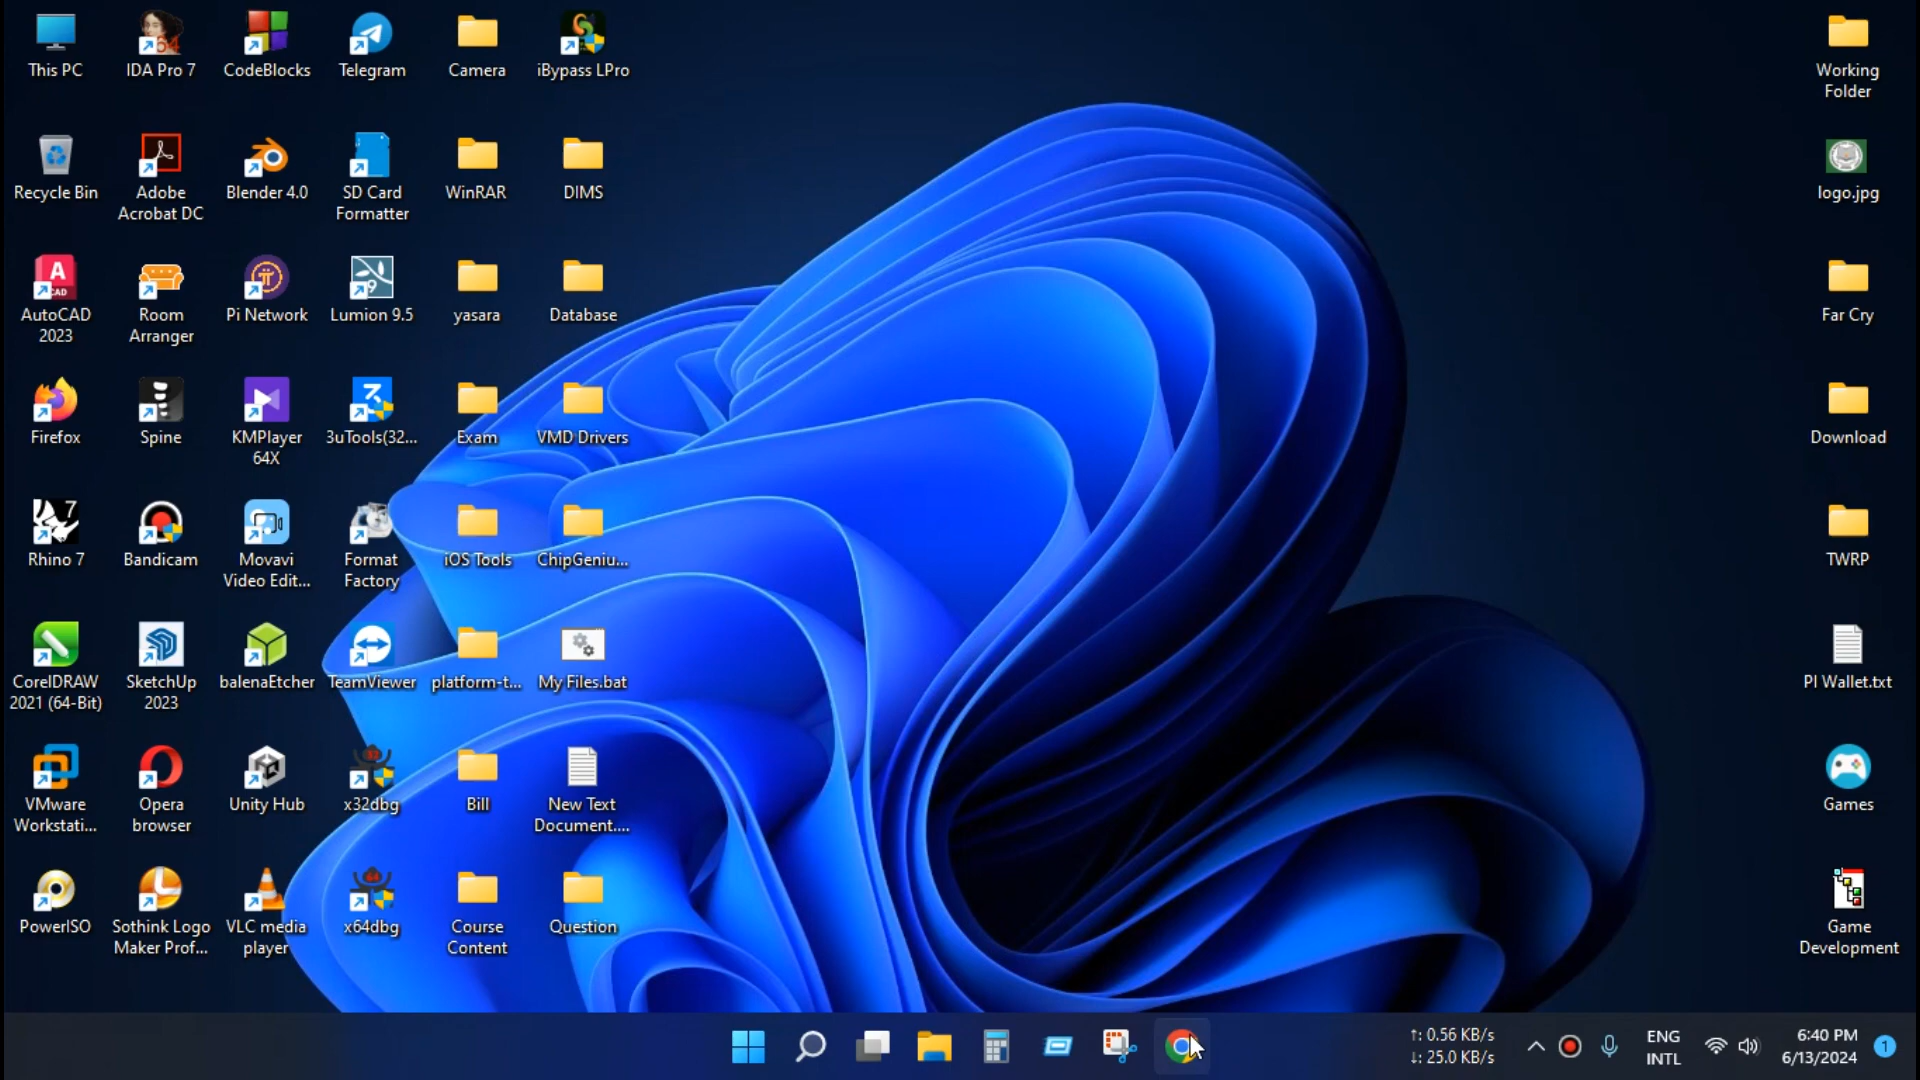 This PC
IDA Pro 7
CodeBlocks
Telegram
Camera
iBypass LPro
Working
Folder
Recycle Bin
Adobe
Acrobat DC
Blender 4.0
SD Card
Formatter
WinRAR
DIMS
logo.jpg
AutoCAD
2023
Room
Arranger
Pi Network
Lumion 9.5
yasara
Database
Far Cry
Firefox
Spine
KMPlayer
64X
3uTools(32...
Exam
VMD Drivers
Download
Rhino 7
Bandicam
Movavi
Video Edit...
Format
Factory
iOS Tools
ChipGeniu...
TWRP
CorelDRAW
2021 (64-Bit)
SketchUp
2023
balenaEtcher
TeamViewer
platform-t...
My Files.bat
PI Wallet.txt
VMware
Workstati...
Opera
browser
Unity Hub
x32dbg
Bill
New Text
Document....
Games
PowerISO
Sothink Logo
Maker Prof...
VLC media
player
x64dbg
Course
Content
Question
Game
Development
↑: 0.56 KB/s
↓: 25.0 KB/s
ENG
INTL
6:40 PM
6/13/2024
1